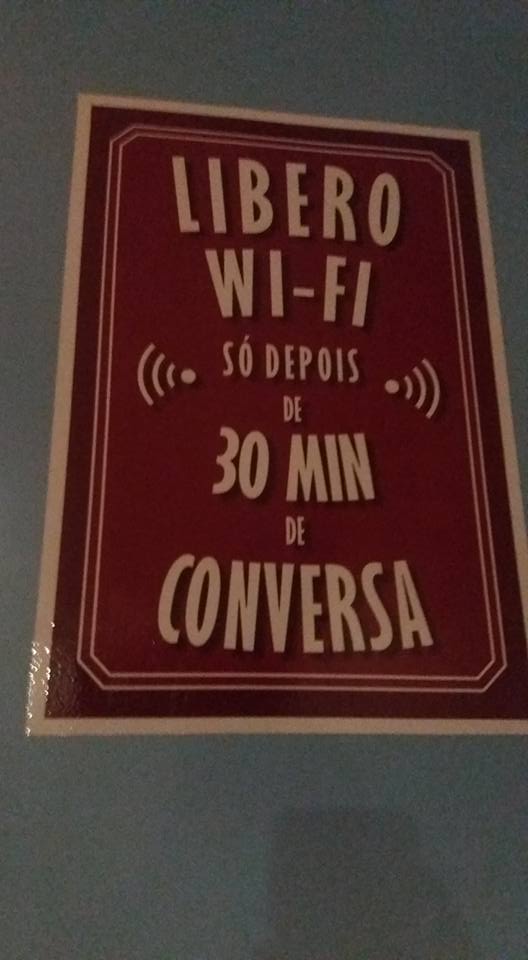 LIBERO
WI-FI
SÓ DEPOIS
DE
30 MIN
DE
CONVERSA